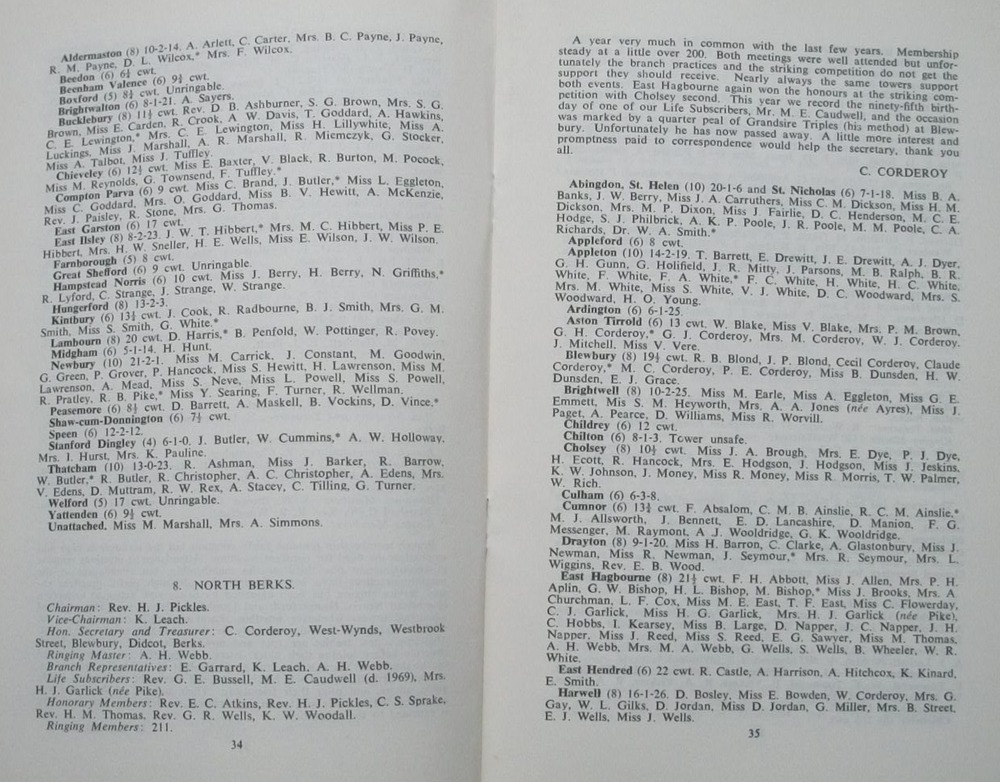 Aldermaston (8) 10-2-14. A. Arlett, C. Carter, Mrs. B. C. Payne, J. Payne,
R. M. Payne, D. L. Wilcox,* Mrs. F. Wilcox.
Beedon (6) 6¼ cwt.
Beenham Valence (6) 9½ cwt.
Boxford (5) 8½ cwt. Unringable.
Brightwalton (6) 8-1-21. A. Sayers.
Bucklebury (8) 11½ cwt. Rev. D. B. Ashburner, S. G. Brown, Mrs. S. G.
Brown, Miss E. Carden, R. Crook, A W. Davis, T. Goddard, A. Hawkins,
C. E. Lewington,* Mrs. C. E. Lewington, Miss H. Lillywhite, Miss A.
Luckings, Miss J. Marshall, A. R. Marshall, R. Miemczyk, G. Stocker,
Miss A. Talbot, Miss J. Tuffley.
Chieveley (6) 12½ cwt. Miss E. Baxter, V. Black, R. Burton, M. Pocock,
Miss M. Reynolds, G. Townsend, F. Tuffley.*
Compton Parva (6) 9 cwt. Miss C. Brand, J. Butler,* Miss L. Eggleton,
Miss C. Goddard, Mrs. O. Goddard, Miss B. V. Hewitt, A. McKenzie,
Rev. J. Paisley, R. Stone, Mrs. G. Thomas.
East Garston (6) 17 cwt.
East Ilsley (8) 8-2-23. J. W. T. Hibbert,* Mrs. M. C. Hibbert, Miss P. E.
Hibbert, Mrs. H. W. Sneller, H. E. Wells, Miss E. Wilson, J. W. Wilson.
Farnborough (5) 8 cwt.
Great Shefford (6) 9 cwt. Unringable.
Hampstead Norris (6) 10 cwt. Miss J. Berry, H. Berry, N. Griffiths,*
R. Lyford, C. Strange, J. Strange, W. Strange.
Hungerford (8) 13-2-3.
Kintbury (6) 13½ cwt. J. Cook, R. Radbourne, B. J. Smith, Mrs. G. M.
Smith, Miss S. Smith, G. White.*
Lambourn (8) 20 cwt. D. Harris,* B. Penfold, W. Pottinger, R. Povey.
Midgham (6) 5-1-14. H. Hunt.
Newbury (10) 21-2-1. Miss M. Carrick, J. Constant, M. Goodwin,
G. Green, P. Grover, P. Hancock, Miss S. Hewitt, H. Lawrenson, Miss M.
Lawrenson, A. Mead, Miss S. Neve, Miss L. Powell, Miss S. Powell,
R. Pratley, R. B. Pike,* Miss Y. Searing, F. Turner, R. Wellman.
Peasemore (6) 8½ cwt. D. Barrett, A. Maskell, B. Vockins, D. Vince.*
Shaw-cum-Donnington (6) 7½ cwt.
Speen (6) 12-2-12.
Stanford Dingley (4) 6-1-0. J. Butler, W. Cummins,* A. W. Holloway,
Mrs. I. Hurst, Mrs. K. Pauline.
Thatcham (10) 13-0-23. R. Ashman, Miss J. Barker, R. Barrow,
W. Butler,* R. Butler, R. Christopher, A. C. Christopher, A. Edens, Mrs.
V. Edens, D. Muttram, R. W. Rex, A. Stacey, C. Tilling, G. Turner.
Welford (5) 17 cwt. Unringable.
Yattenden (6) 9½ cwt.
Unattached, Miss M. Marshall, Mrs. A. Simmons.
8. NORTH BERKS.
Chairman: Rev. H. J. Pickles.
Vice-Chairman: K. Leach.
Hon. Secretary and Treasurer: C. Corderoy, West-Wynds, Westbrook
Street, Blewbury, Didcot, Berks.
Ringing Master: A. H. Webb.
Branch Representatives: E. Garrard, K. Leach, A. H. Webb.
Life Subscribers: Rev. G. E. Bussell, M. E. Caudwell (d. 1969), Mrs.
H. J. Garlick (née Pike).
Honorary Members: Rev. E. C. Atkins, Rev. H. J. Pickles, C. S. Sprake,
Rev. H. M. Thomas, Rev. G. R. Wells, K. W. Woodall.
Ringing Members: 211.
34
A year very much in common with the last few years. Membership
steady at a little over 200. Both meetings were well attended but unfor-
tunately the branch practices and the striking competition do not get the
support they should receive. Nearly always the same towers support
both events. East Hagbourne again won the honours at the striking com-
petition with Cholsey second. This year we record the ninety-fifth birth-
day of one of our Life Subscribers, Mr. M. E. Caudwell, and the occasion
was marked by a quarter peal of Grandsire Triples (his method) at Blew-
bury. Unfortunately he has now passed away. A little more interest and
promptness paid to correspondence would help the secretary, thank you
all.
C. CORDEROY
Abingdon, St. Helen (10) 20-1-6 and St. Nicholas (6) 7-1-18. Miss B. A.
Banks, J. W. Berry, Miss J. A. Carruthers, Miss C. M. Dickson, Miss H. M.
Dickson, Mrs. M. P. Dixon, Miss J. Fairlie, D. C. Henderson, M. C. E.
Hodge, S. J. Philbrick, A. K. P. Poole, J. R. Poole, M. M. Poole, C. A.
Richards, Dr. W. A. Smith.*
Appleford (6) 8 cwt.
Appleton (10) 14-2-19. T. Barrett, E. Drewitt, J. E. Drewitt, A. J. Dyer,
G. H. Gunn, G. Holifield, J. R. Mitty, J. Parsons, M. B. Ralph, B. R.
White, F. White, F. A. White,* F. C. White, H. White, H. C. White,
Mrs. M. White, Miss S. White, V. J. White, D. C. Woodward, Mrs. S.
Woodward, H. O. Young.
Ardington (6) 6-1-25.
Aston Tirrold (6) 13 cwt. W. Blake, Miss V. Blake, Mrs. P. M. Brown,
G. H. Corderoy,* G. J. Corderoy, Mrs. M. Corderoy, W. J. Corderoy.
J. Mitchell, Miss V. Vere.
Blewbury (8) 19½ cwt. R. B. Blond, J. P. Blond, Cecil Corderoy, Claude
Corderoy,* M. C. Corderoy, P. E. Corderoy, Miss B. Dunsden, H. W.
Dunsden, E. J. Grace.
Brightwell (8) 10-2-25. Miss M. Earle, Miss A. Eggleton, Miss G. E.
Emmett, Mis S. M. Heyworth, Mrs. A. A. Jones (née Ayres), Miss J.
Paget, A. Pearce, D. Williams, Miss R. Worvill.
Childrey (6) 12 cwt.
Chilton (6) 8-1-3. Tower unsafe.
Cholsey (8) 10½ cwt. Miss J. A. Brough, Mrs. E. Dye, P. J. Dye,
H. Ecott, R. Hancock, Mrs. E. Hodgson, J. Hodgson, Miss J. Jeskins,
K. W. Johnson, J. Money, Miss R. Money, Miss R. Morris, T. W. Palmer,
W. Rich.
Culham (6) 6-3-8.
Cumnor (6) 13¾ cwt. F. Absalom, C. M. B. Ainslie, R. C. M. Ainslie,*
M. J. Allsworth, J. Bennett, E. D. Lancashire, D. Manion, F. G.
Messenger, M. Raymont, A .J. Wooldridge, G. K. Wooldridge.
Drayton (8) 9-1-20. Miss H. Barron, C. Clarke, A. Glastonbury, Miss J.
Newman, Miss R. Newman, J. Seymour,* Mrs. R. Seymour, Mrs. L.
Wiggins, Rev. E. B. Wood.
East Hagbourne (8) 21½ cwt. F. H. Abbott, Miss J. Allen, Mrs. P. H.
Aplin, G. W. Bishop, H. L. Bishop, M. Bishop,* Miss J. Brooks, Mrs. A
Churchman, L. F. Cox, Miss M. E. East, T. F. East, Miss C. Flowerday,
C. J. Garlick, Miss H. G. Garlick, Mrs. H. J. Garlick (née Pike),
C. Hobbs, I. Kearsey, Miss B. Large, D. Napper, J. C. Napper, J. H.
Napper, Miss J. Reed, Miss S. Reed, E. G. Sawyer, Miss M. Thomas,
A. H. Webb, Mrs. M. A. Webb, G. Wells, S. Wells, B. Wheeler, W. R.
White.
East Hendred (6) 22 cwt. R. Castle, A. Harrison, A. Hitchcox, K. Kinard,
E. Smith.
Harwell (8) 16-1-26. D. Bosley, Miss E. Bowden, W. Corderoy, Mrs. G.
Gay, W. L. Gilks, D. Jordan, Miss D. Jordan, G. Miller, Mrs. B. Street,
E. J. Wells, Miss J. Wells.
35